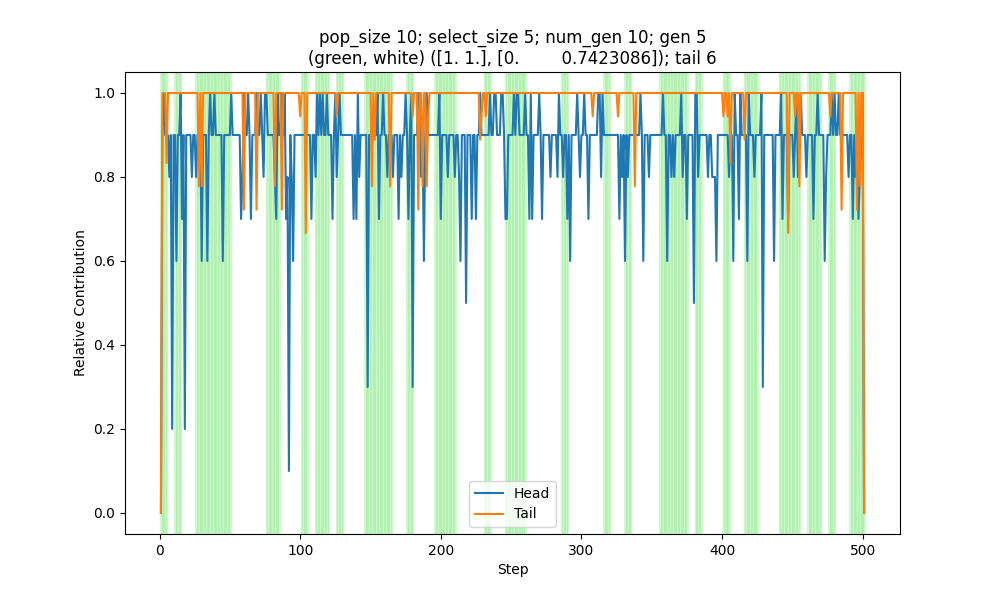 pop_size 10; select_size 5; num_gen 10; gen 5
(green, white) ([1. 1.], [0.         0.7423086]); tail 6
1.0
0.8
0.6
0.4
0.2
0.0
Relative Contribution
Head
Tail
0 100 200 300 400 500
Step